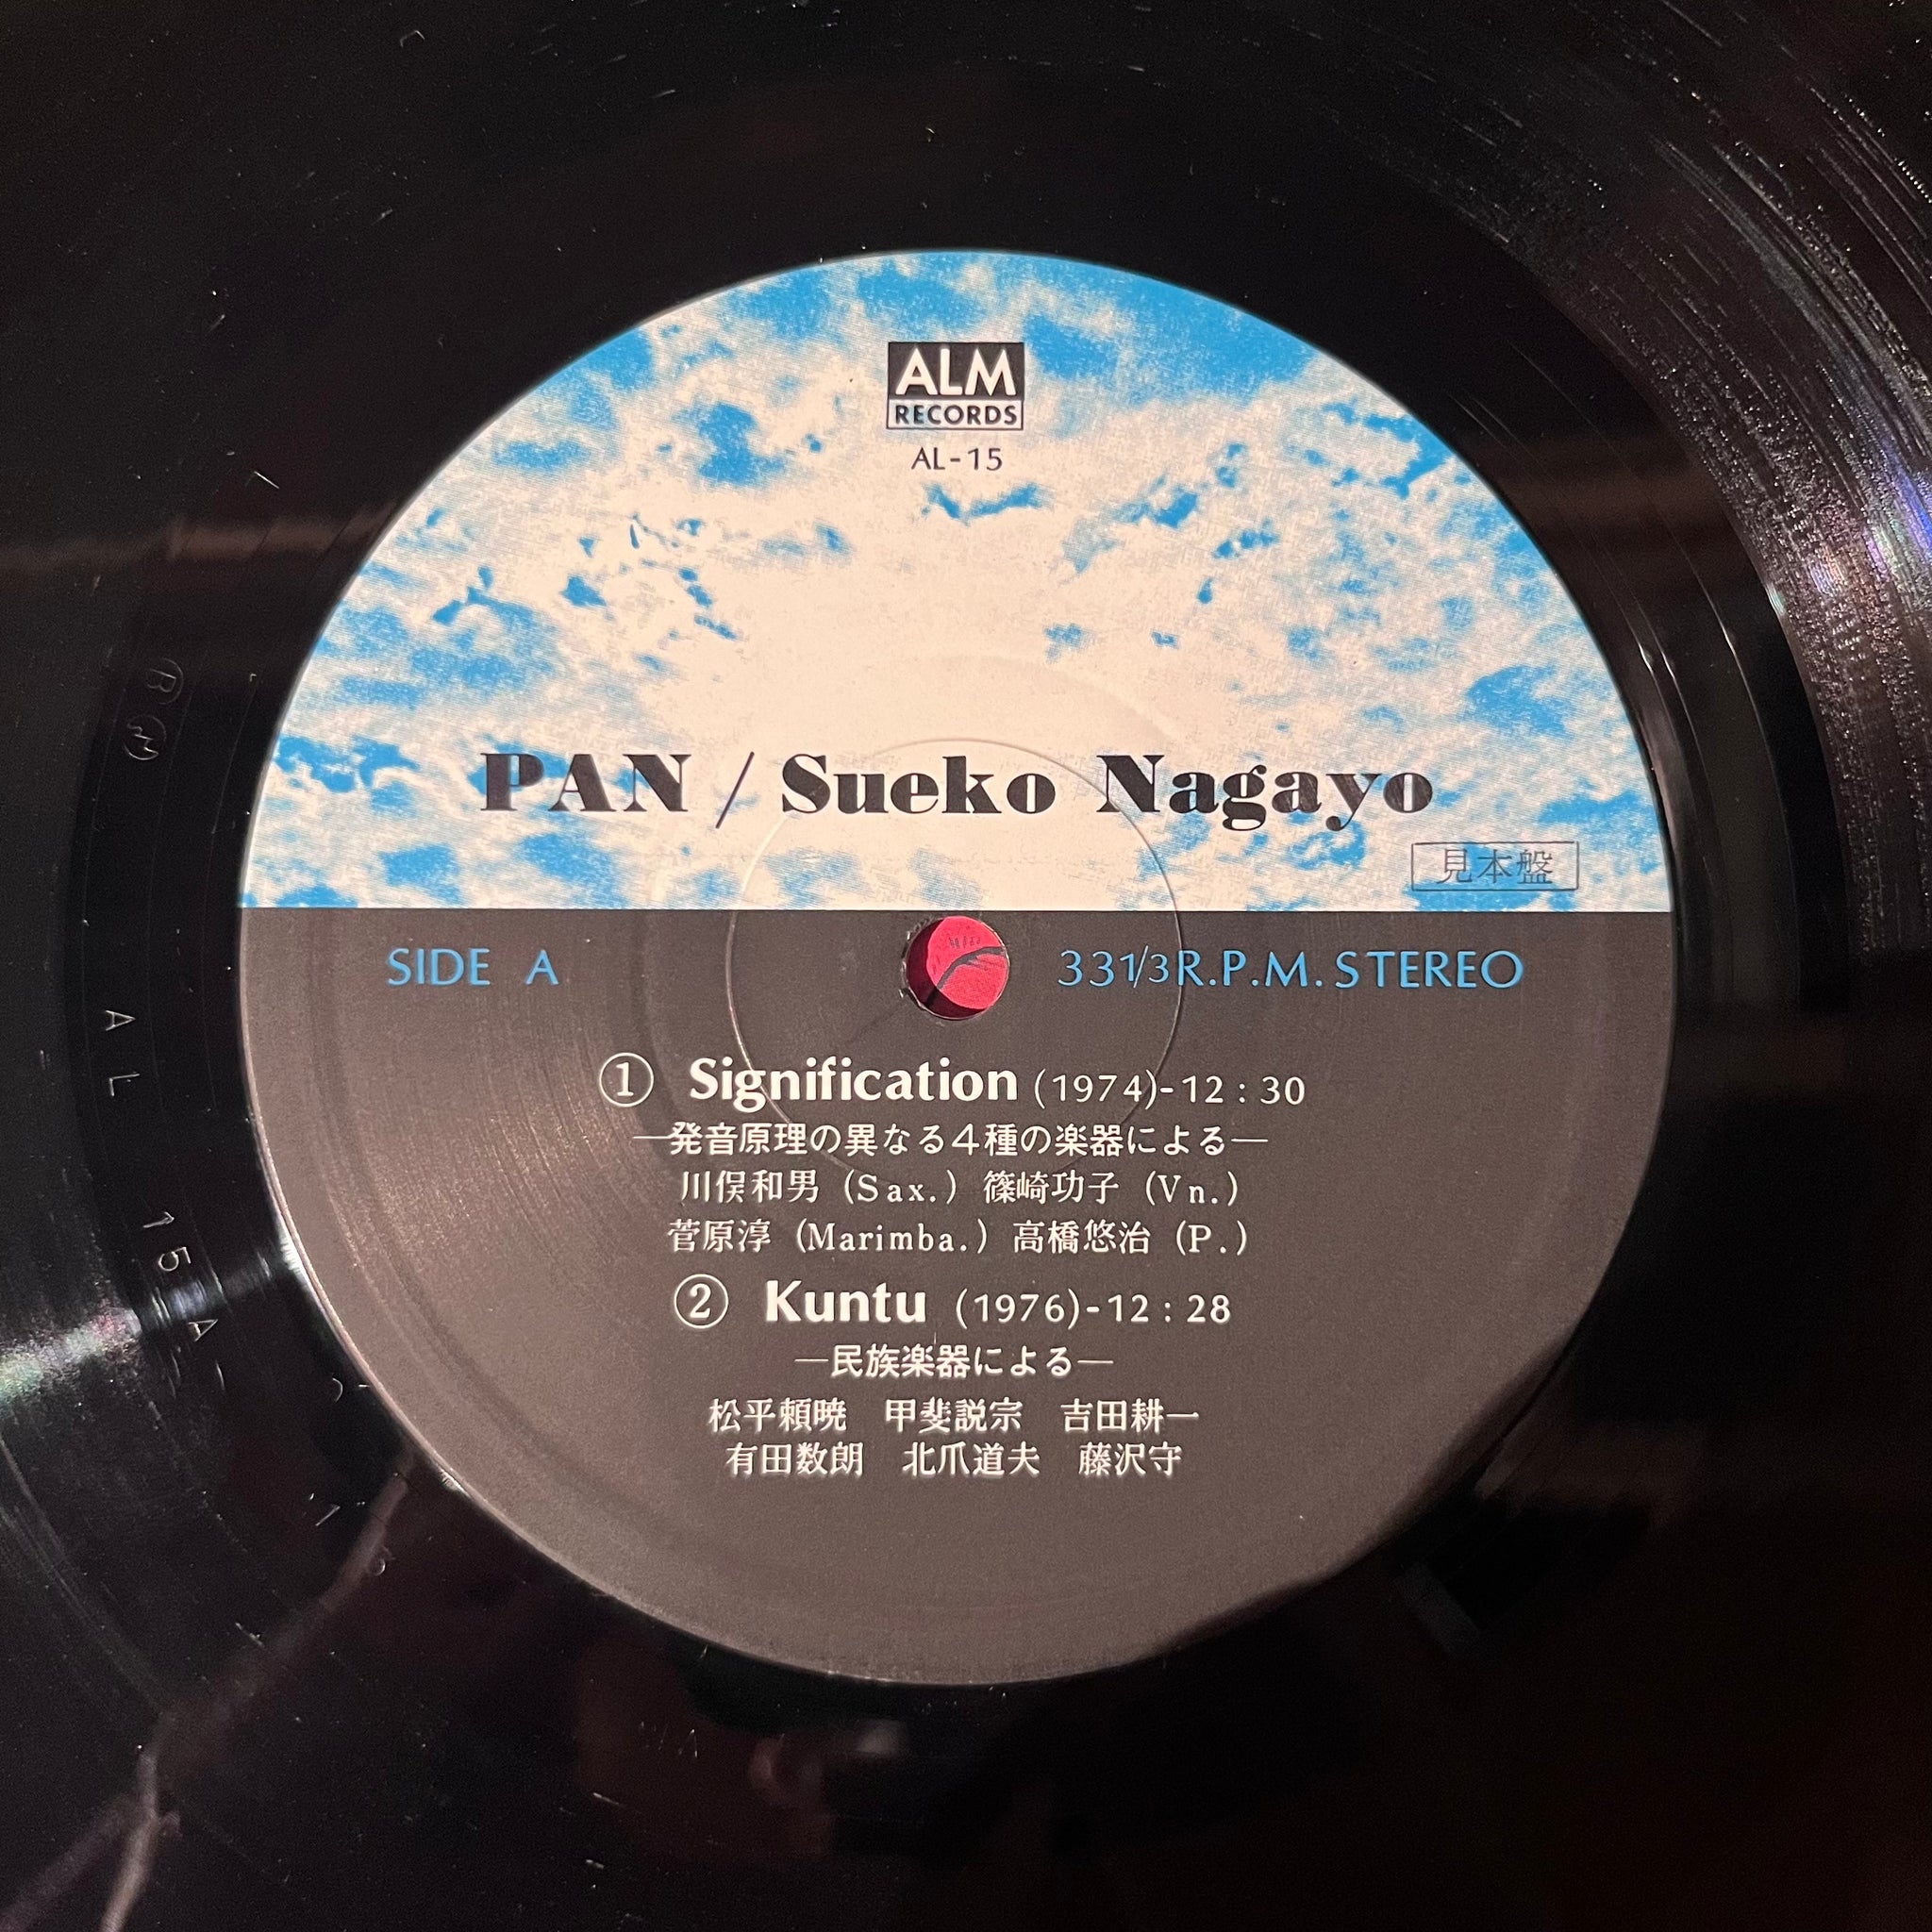 ALM
RECORDS
AL-15
PAN / Sueko Nagayo
見本盤
SIDE A
33 1/3 R.P.M. STEREO
① Signification (1974)-12 : 30
—発音原理の異なる4種の楽器による—
川俣和男 (Sax.) 篠崎功子 (Vn.)
菅原淳 (Marimba.) 高橋悠治 (P.)
② Kuntu (1976)-12 : 28
—民族楽器による—
松平頼暁 甲斐説宗 吉田耕一
有田数朗 北爪道夫 藤沢守
AL 15 A